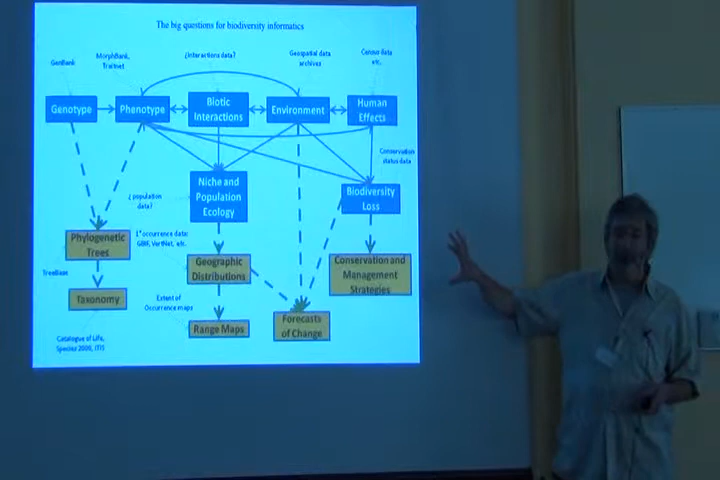 The big questions for biodiversity informatics
GenBank
MorphBank,
Traitnet
¿Interactions data?
Geospatial data
archives
Census data
etc.
Genotype
Phenotype
Biotic
Interactions
Environment
Human
Effects
Conservation
status data
Niche and
Population
Ecology
Biodiversity
Loss
¿ population
data?
Phylogenetic
Trees
1° occurrence data:
GBIF, VertNet, etc.
Geographic
Distributions
Conservation and
Management
Strategies
TreeBase
Taxonomy
Extent of
Occurrence maps
Range Maps
Forecasts
of Change
Catalogue of Life,
Species 2000, ITIS